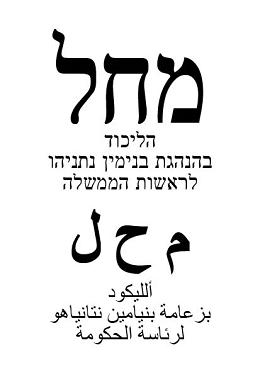 מחל
הליכוד
בהנהגת בנימין נתניהו
לראשות הממשלה
م ح ل
ألليكود
بزعامة بنيامين نتانياهو
لرئاسة الحكومة